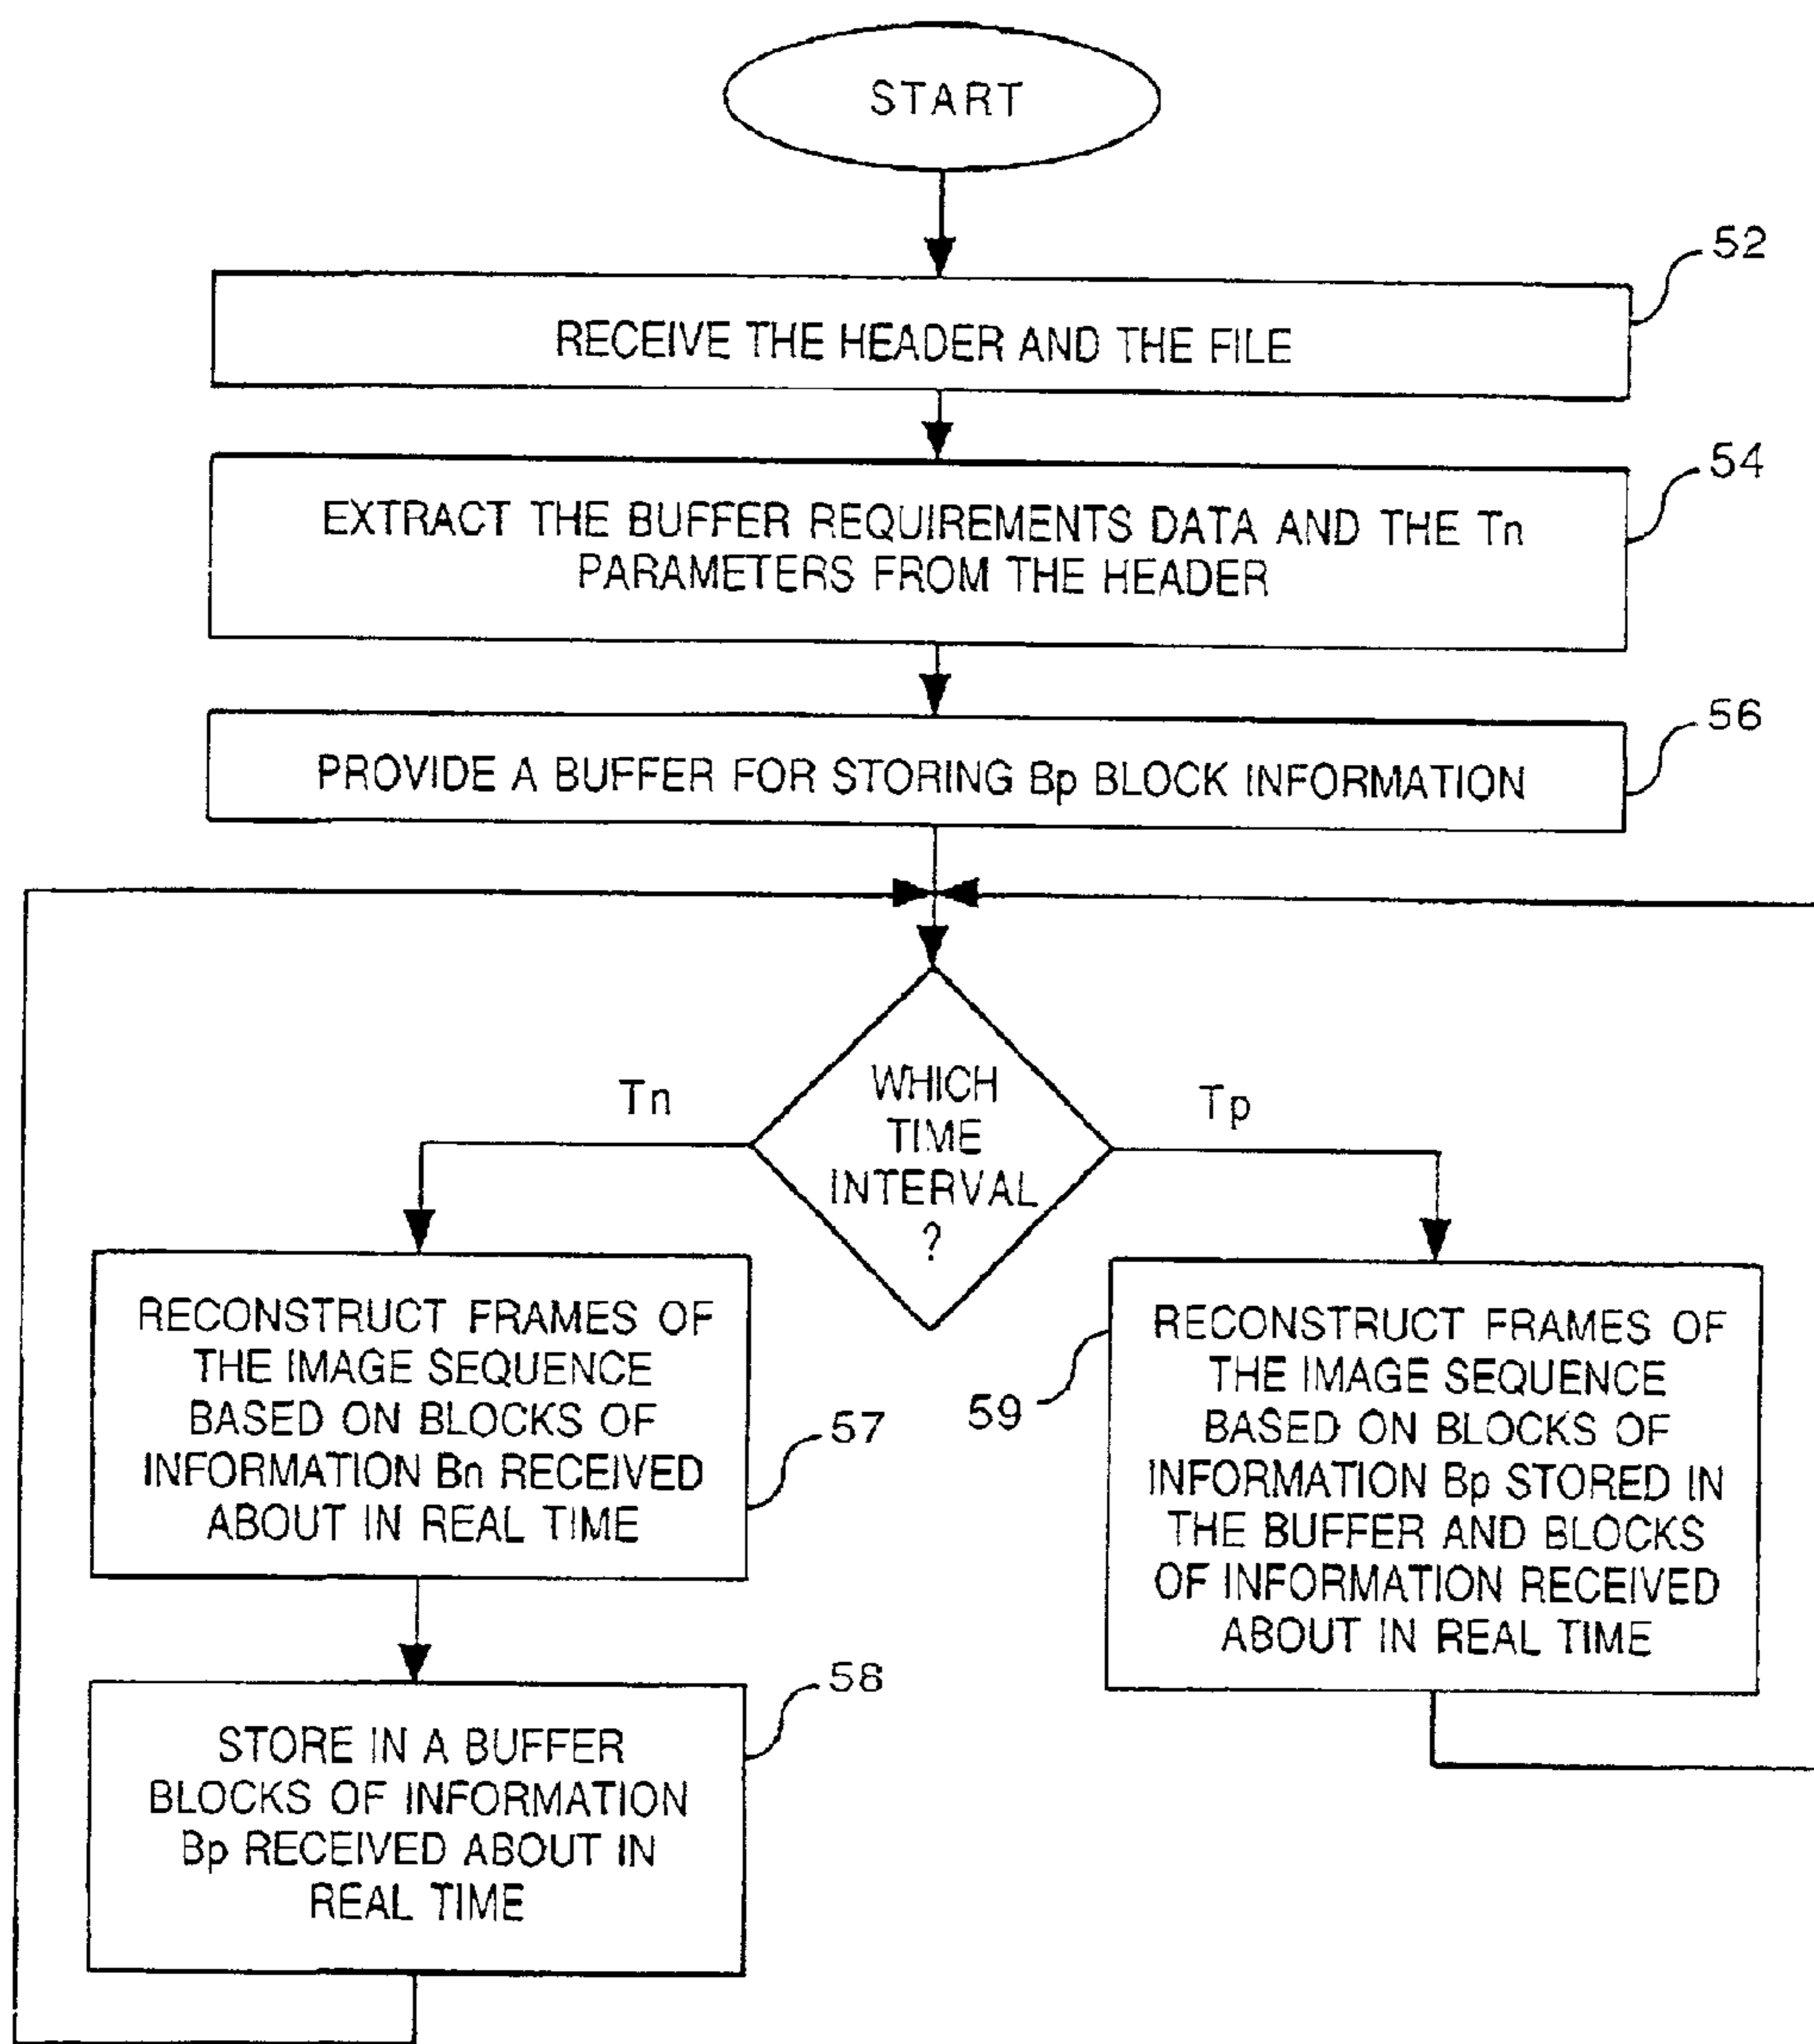 START
52
RECEIVE THE HEADER AND THE FILE
54
EXTRACT THE BUFFER REQUIREMENTS DATA AND THE Tn
PARAMETERS FROM THE HEADER
56
PROVIDE A BUFFER FOR STORING Bp BLOCK INFORMATION
Tn
WHICH
TIME
INTERVAL
?
Tp
RECONSTRUCT FRAMES OF
THE IMAGE SEQUENCE
BASED ON BLOCKS OF
INFORMATION Bn RECEIVED
ABOUT IN REAL TIME
57
59
RECONSTRUCT FRAMES OF
THE IMAGE SEQUENCE
BASED ON BLOCKS OF
INFORMATION Bp STORED IN
THE BUFFER AND BLOCKS
OF INFORMATION RECEIVED
ABOUT IN REAL TIME
58
STORE IN A BUFFER
BLOCKS OF INFORMATION
Bp RECEIVED ABOUT IN
REAL TIME